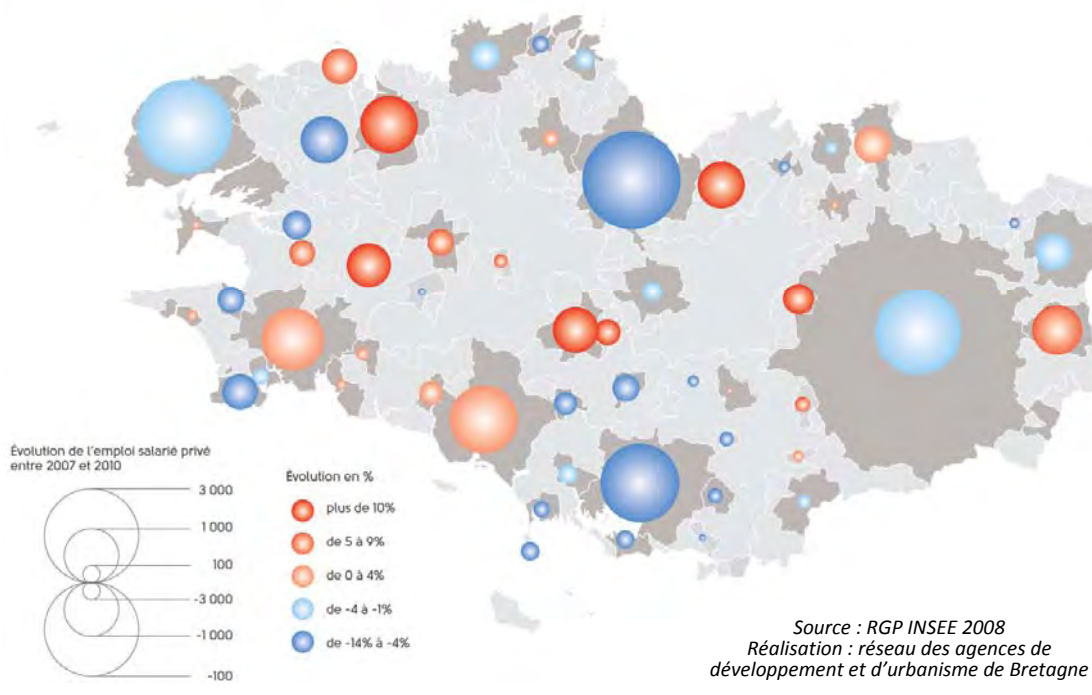 Évolution de l'emploi salarié privé
entre 2007 et 2010
3 000
1 000
100
-3 000
-1 000
-100
Évolution en %
plus de 10%
de 5 à 9%
de 0 à 4%
de -4 à -1%
de -14% à -4%
Source : RGP INSEE 2008
Réalisation : réseau des agences de
développement et d'urbanisme de Bretagne